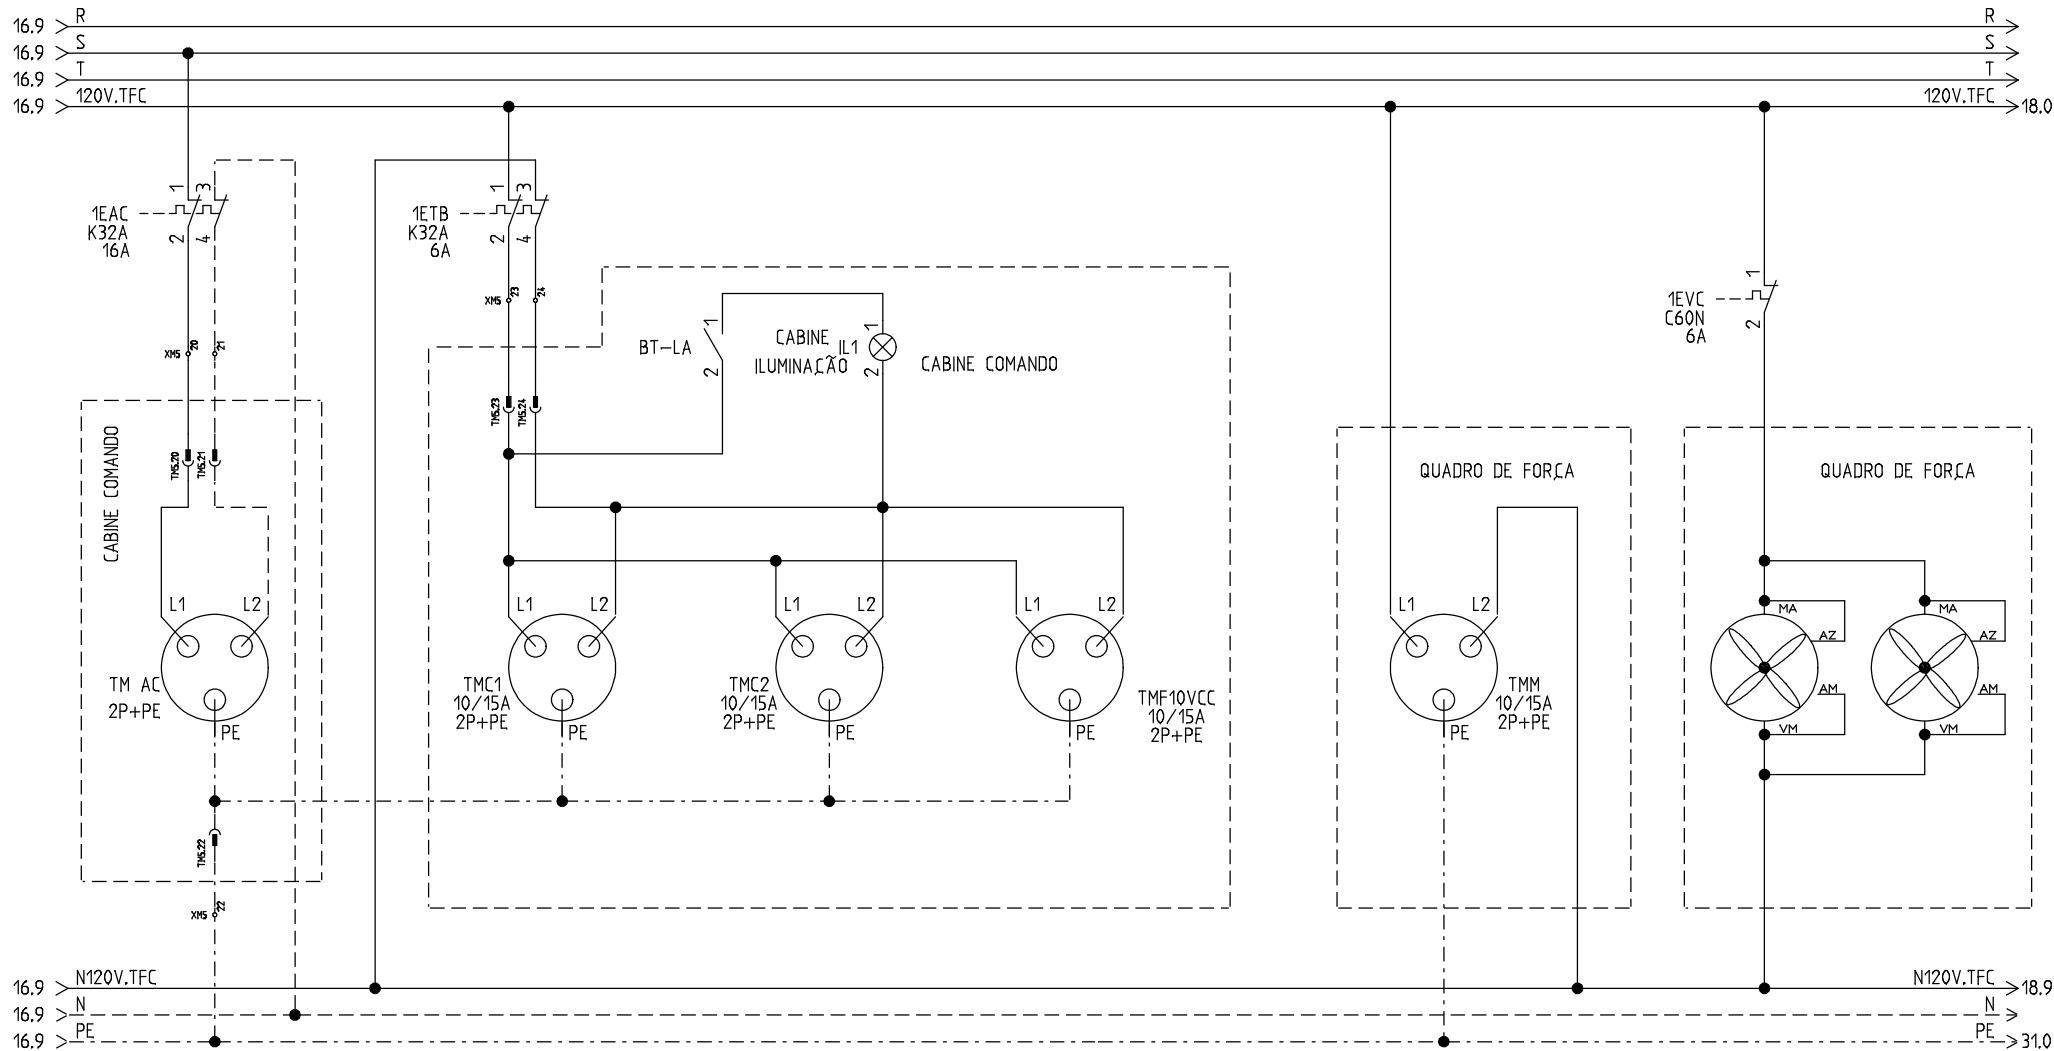 16.9 R R
16.9 S S
16.9 T T
16.9 120V.TFC 120V.TFC 18.0
1 3
1EAC
K32A
16A
2 4
XM5 20 21
CABINE COMANDO
TM5.20 TM5.21
L1 L2
TM AC
2P+PE
PE
TM5.22
XM5 22
1 3
1ETB
K32A
6A
2 4
XM5 23 24
TM5.23 TM5.24
BT-LA 1 2
CABINE
ILUMINAÇÃO
IL1 1 2
CABINE COMANDO
L1 L2
TMC1
10/15A
2P+PE
PE
L1 L2
TMC2
10/15A
2P+PE
PE
L1 L2
TMF10VCC
10/15A
2P+PE
PE
QUADRO DE FORÇA
L1 L2
TMM
10/15A
2P+PE
PE
1
1EVC
C60N
6A
2
QUADRO DE FORÇA
MA MA
AZ AZ
AM AM
VM VM
16.9 N120V.TFC N120V.TFC 18.9
16.9 N N
16.9 PE PE 31.0